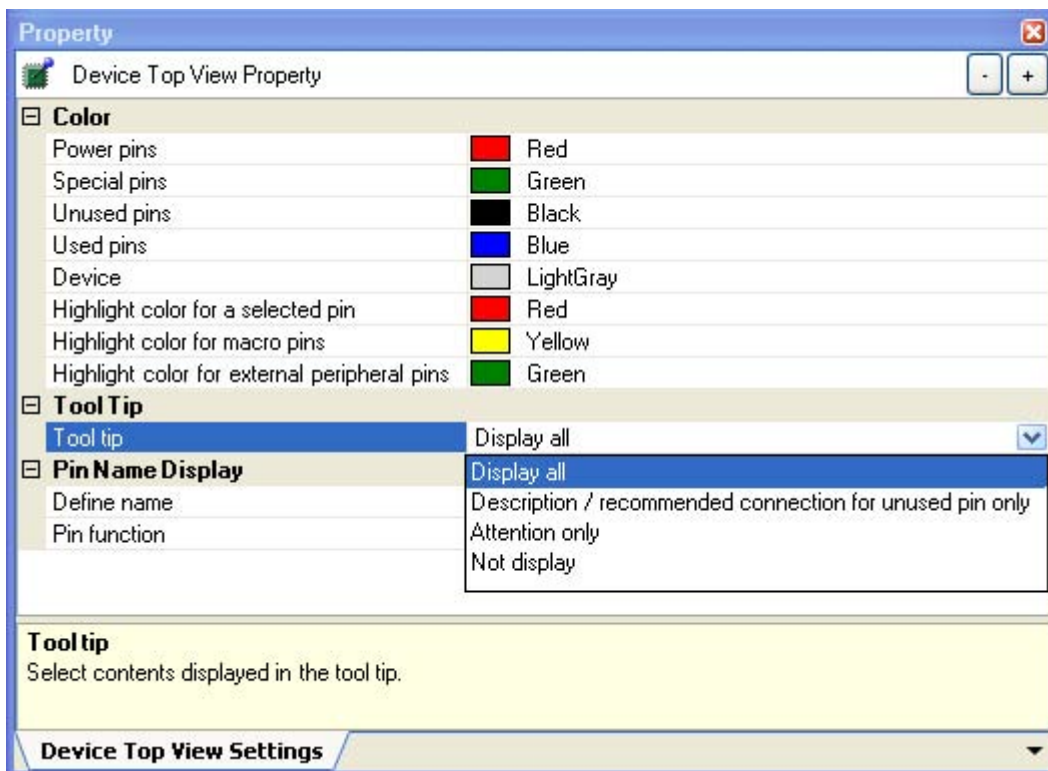 Property
Device Top View Property - +
Color
Power pins Red
Special pins Green
Unused pins Black
Used pins Blue
Device LightGray
Highlight color for a selected pin Red
Highlight color for macro pins Yellow
Highlight color for external peripheral pins Green
Tool Tip
Tool tip Display all
Pin Name Display Display all
Define name Description / recommended connection for unused pin only
Pin function Attention only
Not display
Tool tip
Select contents displayed in the tool tip.
Device Top View Settings